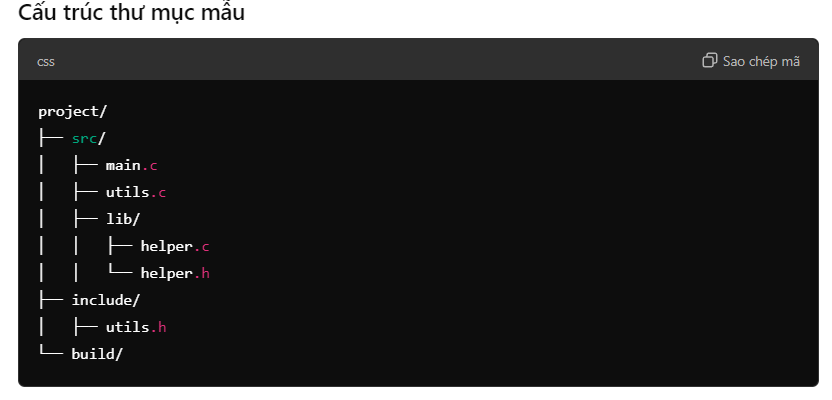 Cấu trúc thư mục mẫu
css
Sao chép mã
project/
├── src/
│   ├── main.c
│   ├── utils.c
│   ├── lib/
│   │   ├── helper.c
│   │   └── helper.h
├── include/
│   ├── utils.h
└── build/